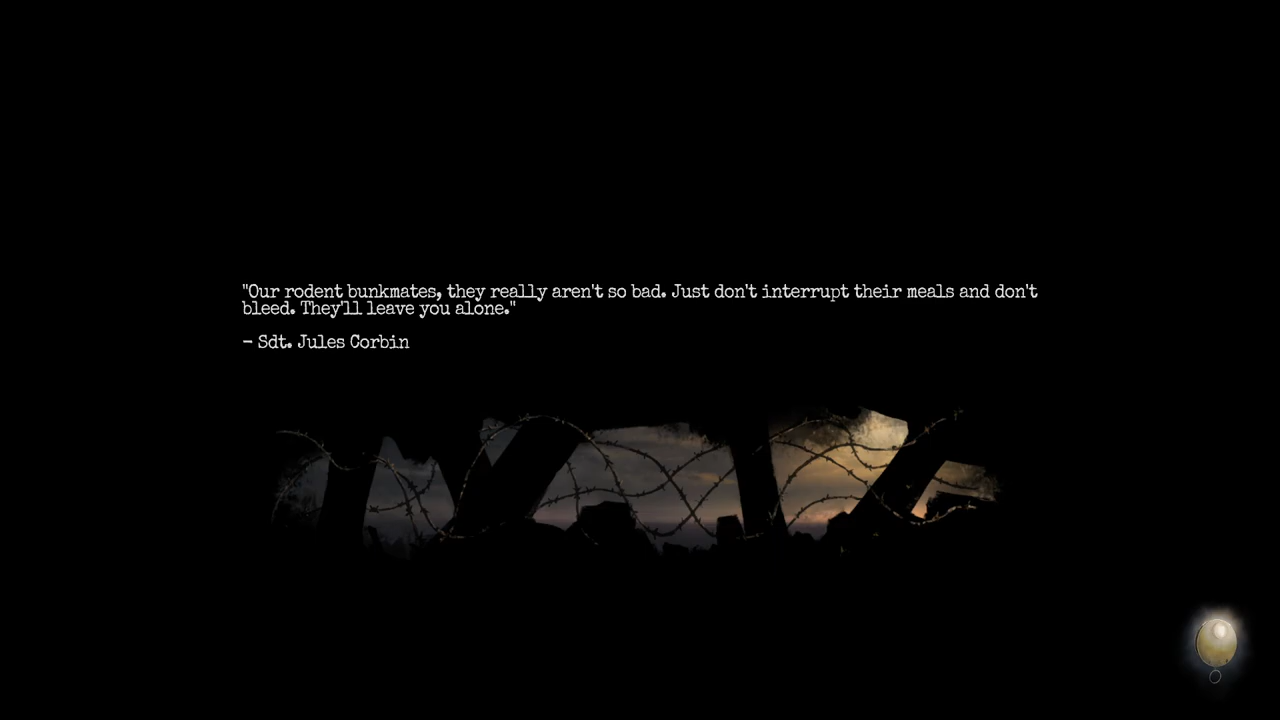 "Our rodent bunkmates, they really aren't so bad. Just don't interrupt their meals and don't
bleed. They'll leave you alone."
- Sdt. Jules Corbin